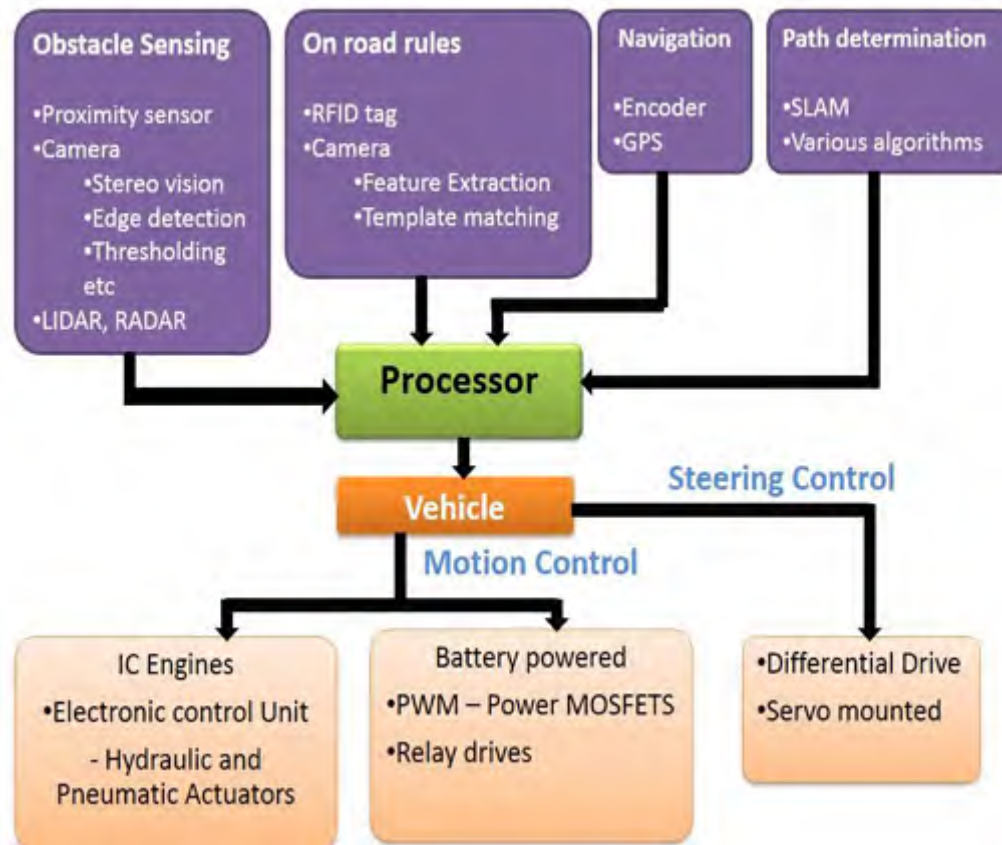 Obstacle Sensing
•Proximity sensor
•Camera
•Stereo vision
•Edge detection
•Thresholding
etc
•LIDAR, RADAR
On road rules
•RFID tag
•Camera
•Feature Extraction
•Template matching
Navigation
•Encoder
•GPS
Path determination
•SLAM
•Various algorithms
Processor
Vehicle
Steering Control
Motion Control
IC Engines
•Electronic control Unit
- Hydraulic and
Pneumatic Actuators
Battery powered
•PWM – Power MOSFETS
•Relay drives
•Differential Drive
•Servo mounted